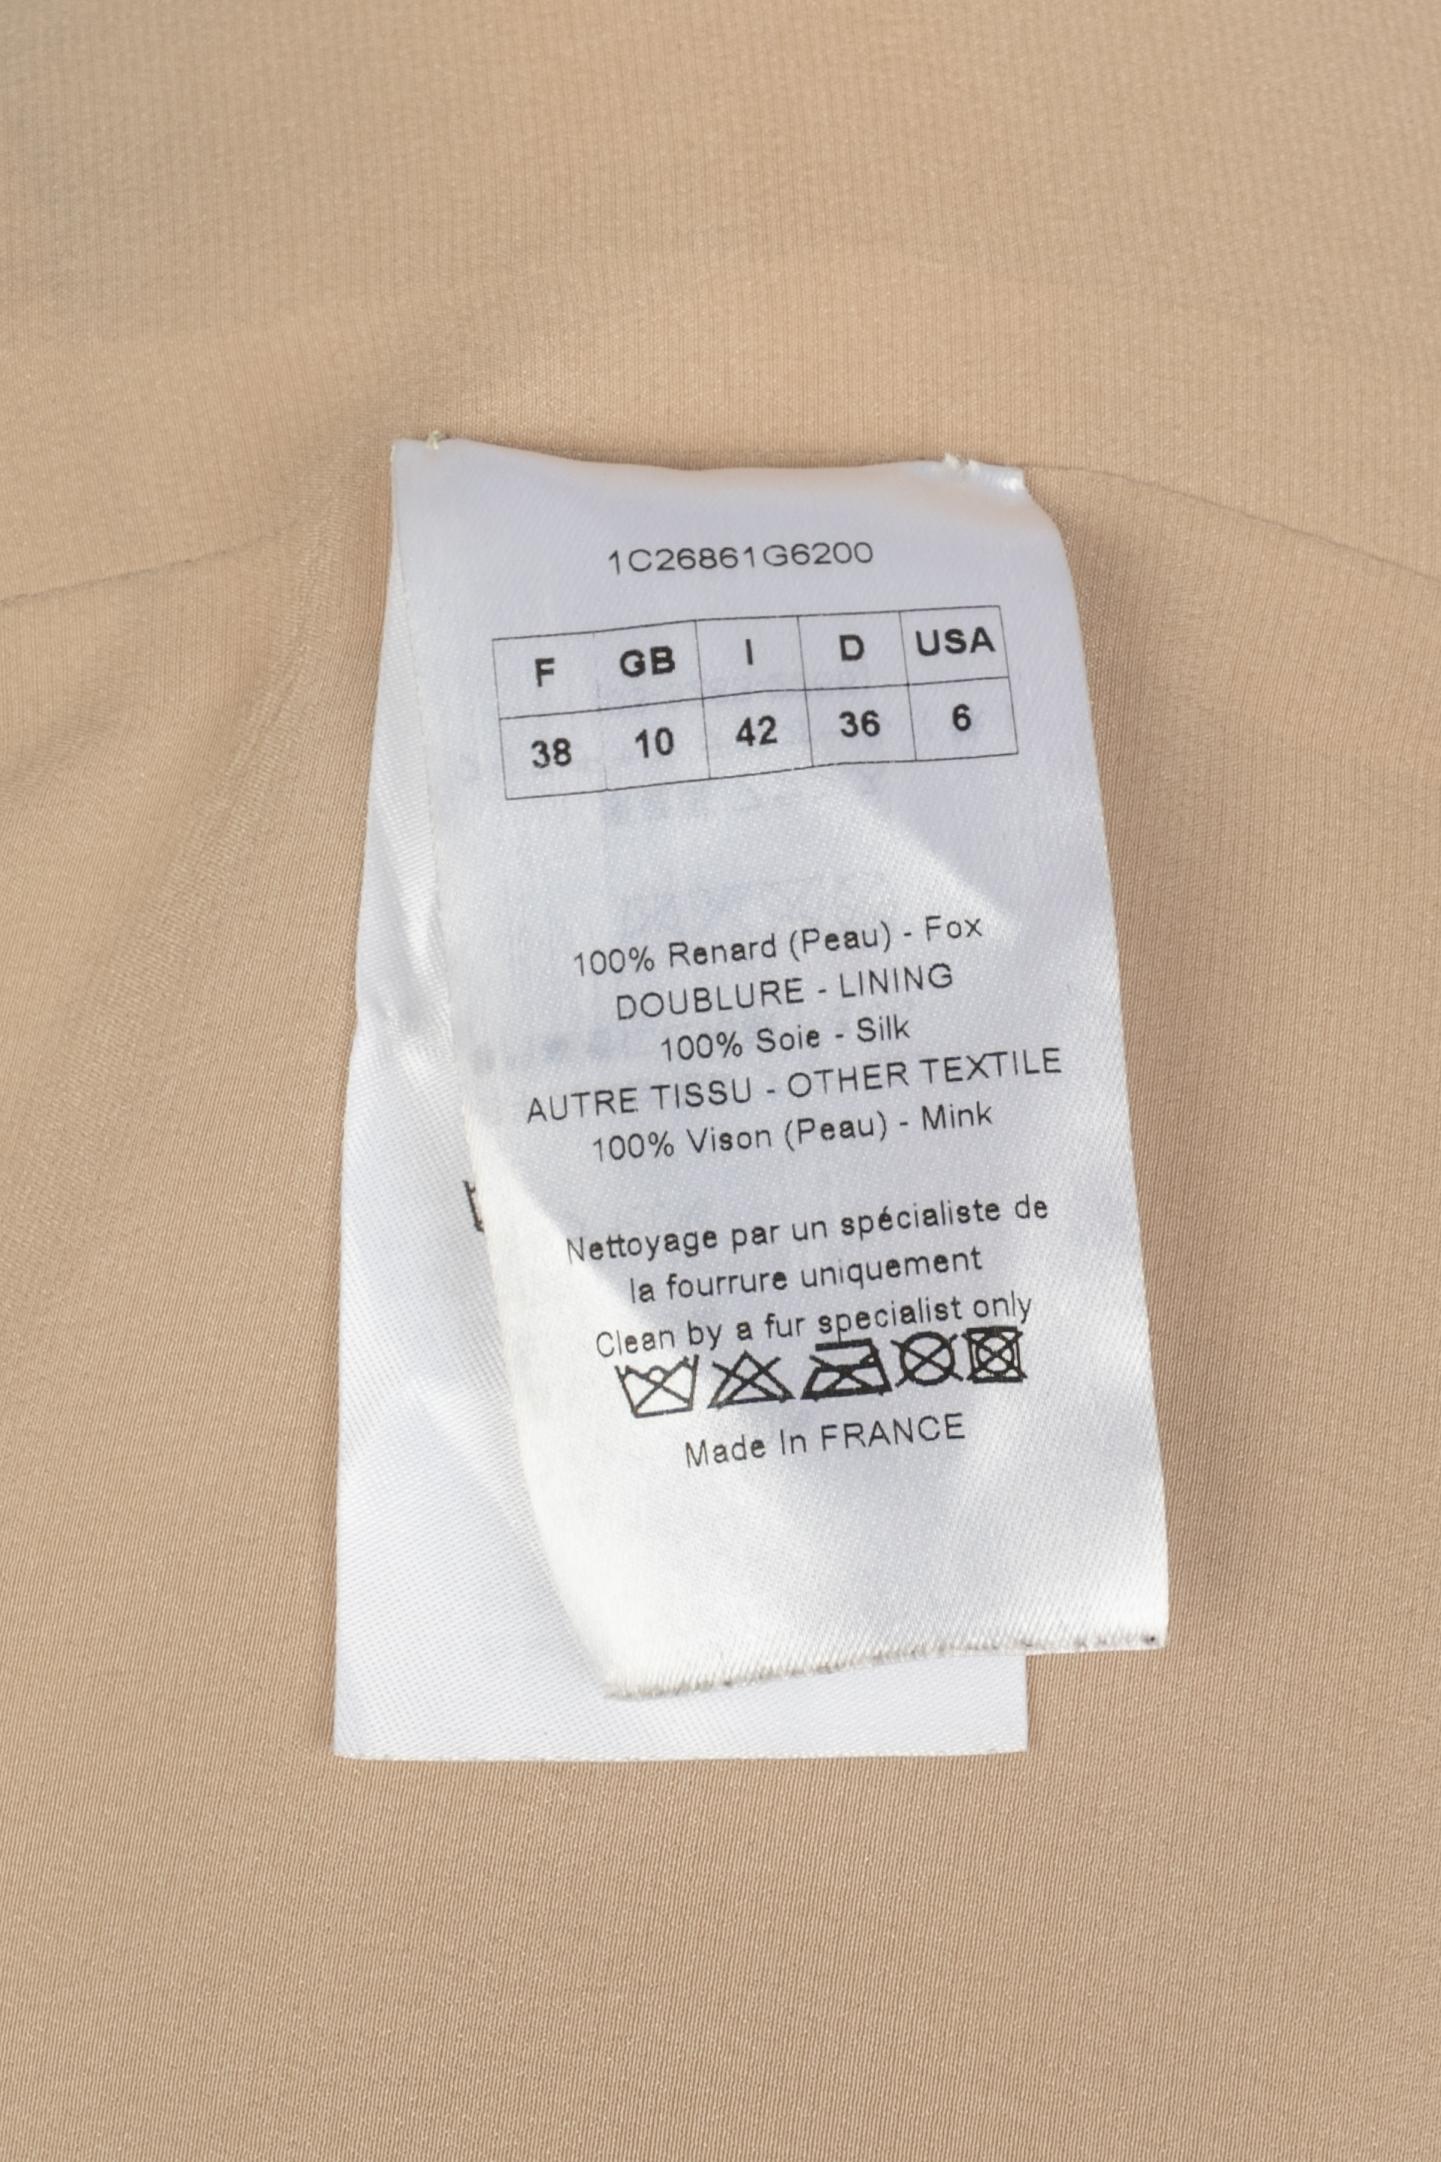 1C26861G6200
F GB I D USA
38 10 42 36 6
100% Renard (Peau) - Fox
DOUBLURE - LINING
100% Soie - Silk
AUTRE TISSU - OTHER TEXTILE
100% Vison (Peau) - Mink
Nettoyage par un spécialiste de
la fourrure uniquement
Clean by a fur specialist only
Made In FRANCE